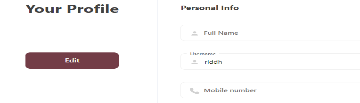 Your Profile
Edit
Personal Info
Full Name
Username
riddh
Mobile number